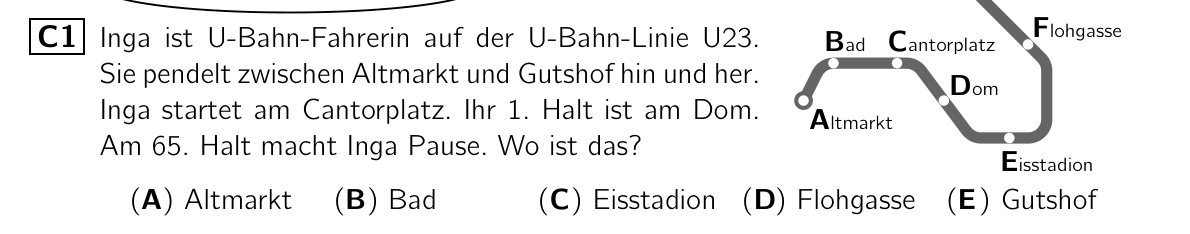 C1 Inga ist U-Bahn-Fahrerin auf der U-Bahn-Linie U23.
Sie pendelt zwischen Altmarkt und Gutshof hin und her.
Inga startet am Cantorplatz. Ihr 1. Halt ist am Dom.
Am 65. Halt macht Inga Pause. Wo ist das?
Flohgasse
Bad Cantorplatz
Dom
Altmarkt
Eisstadion
(A) Altmarkt (B) Bad (C) Eisstadion (D) Flohgasse (E) Gutshof